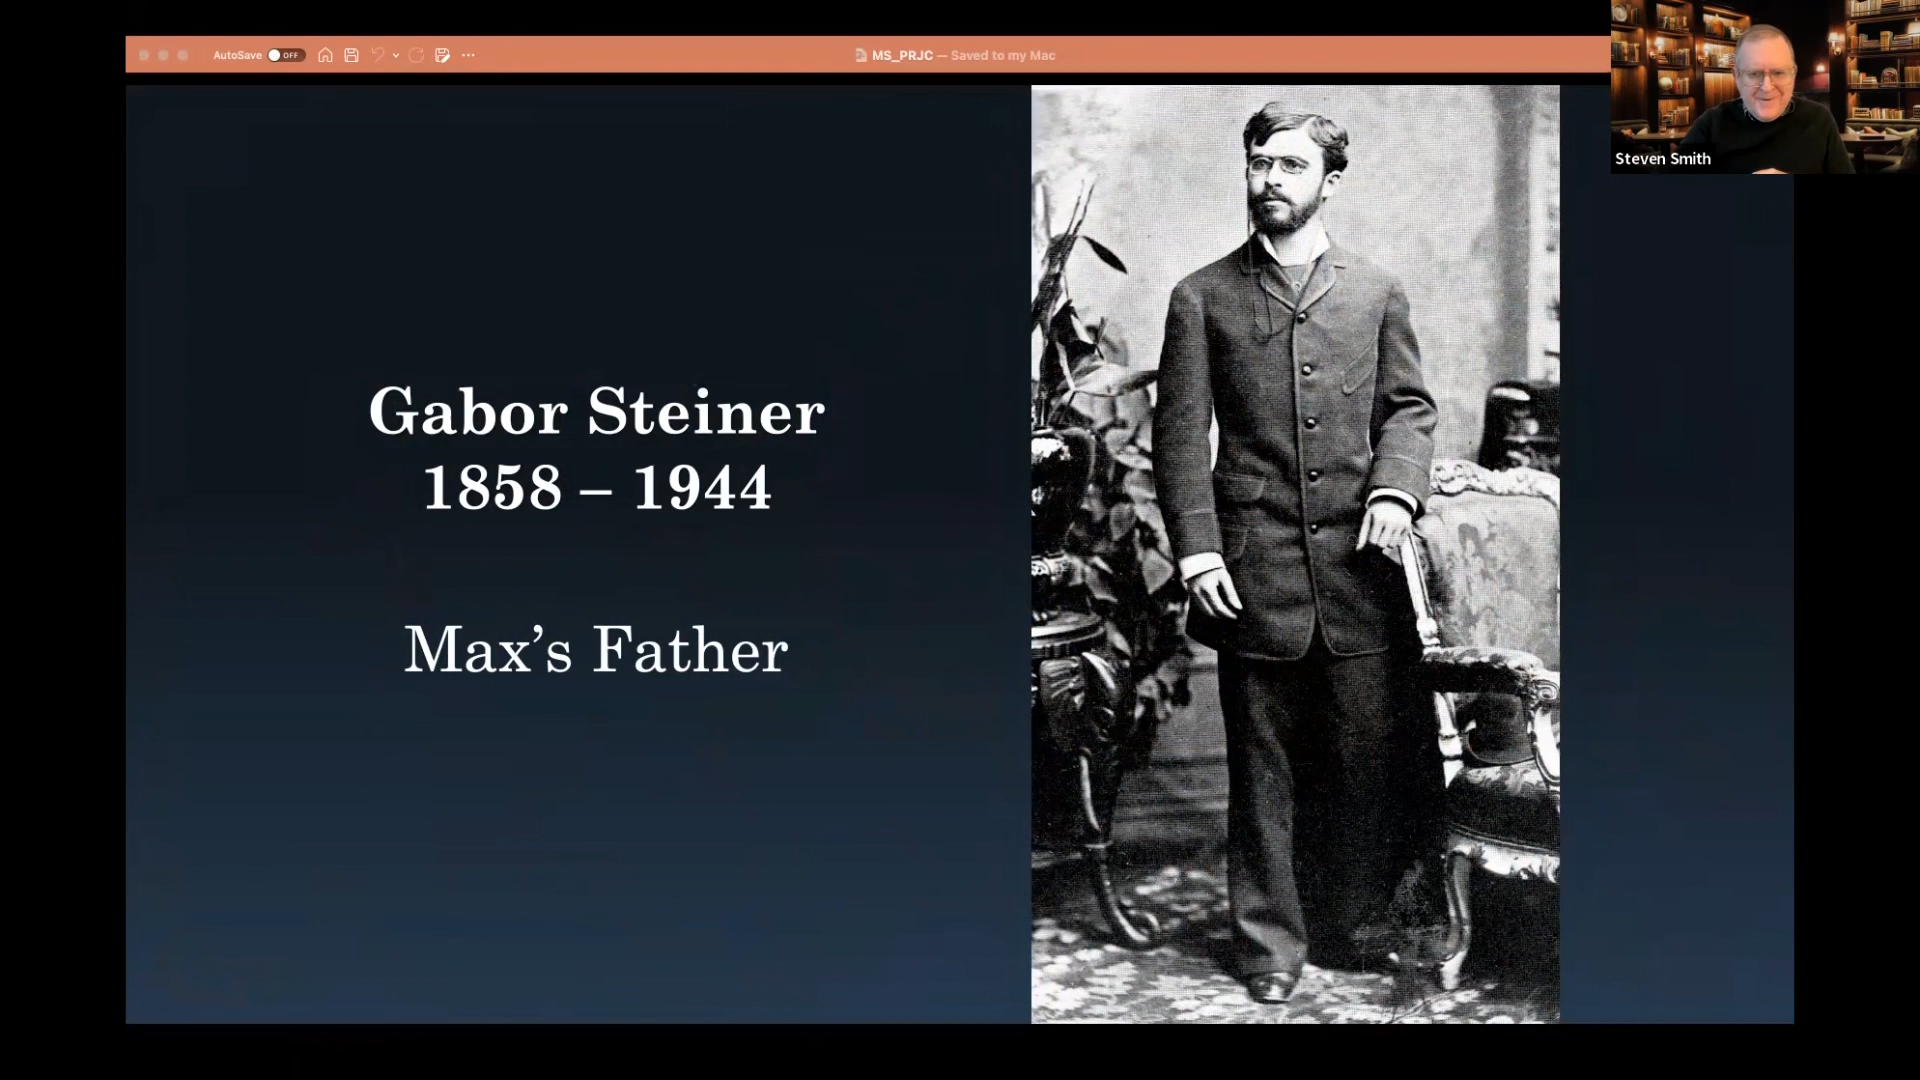 AutoSave OFF
MS_PRJC — Saved to my Mac
Steven Smith
Gabor Steiner
1858 – 1944
Max’s Father